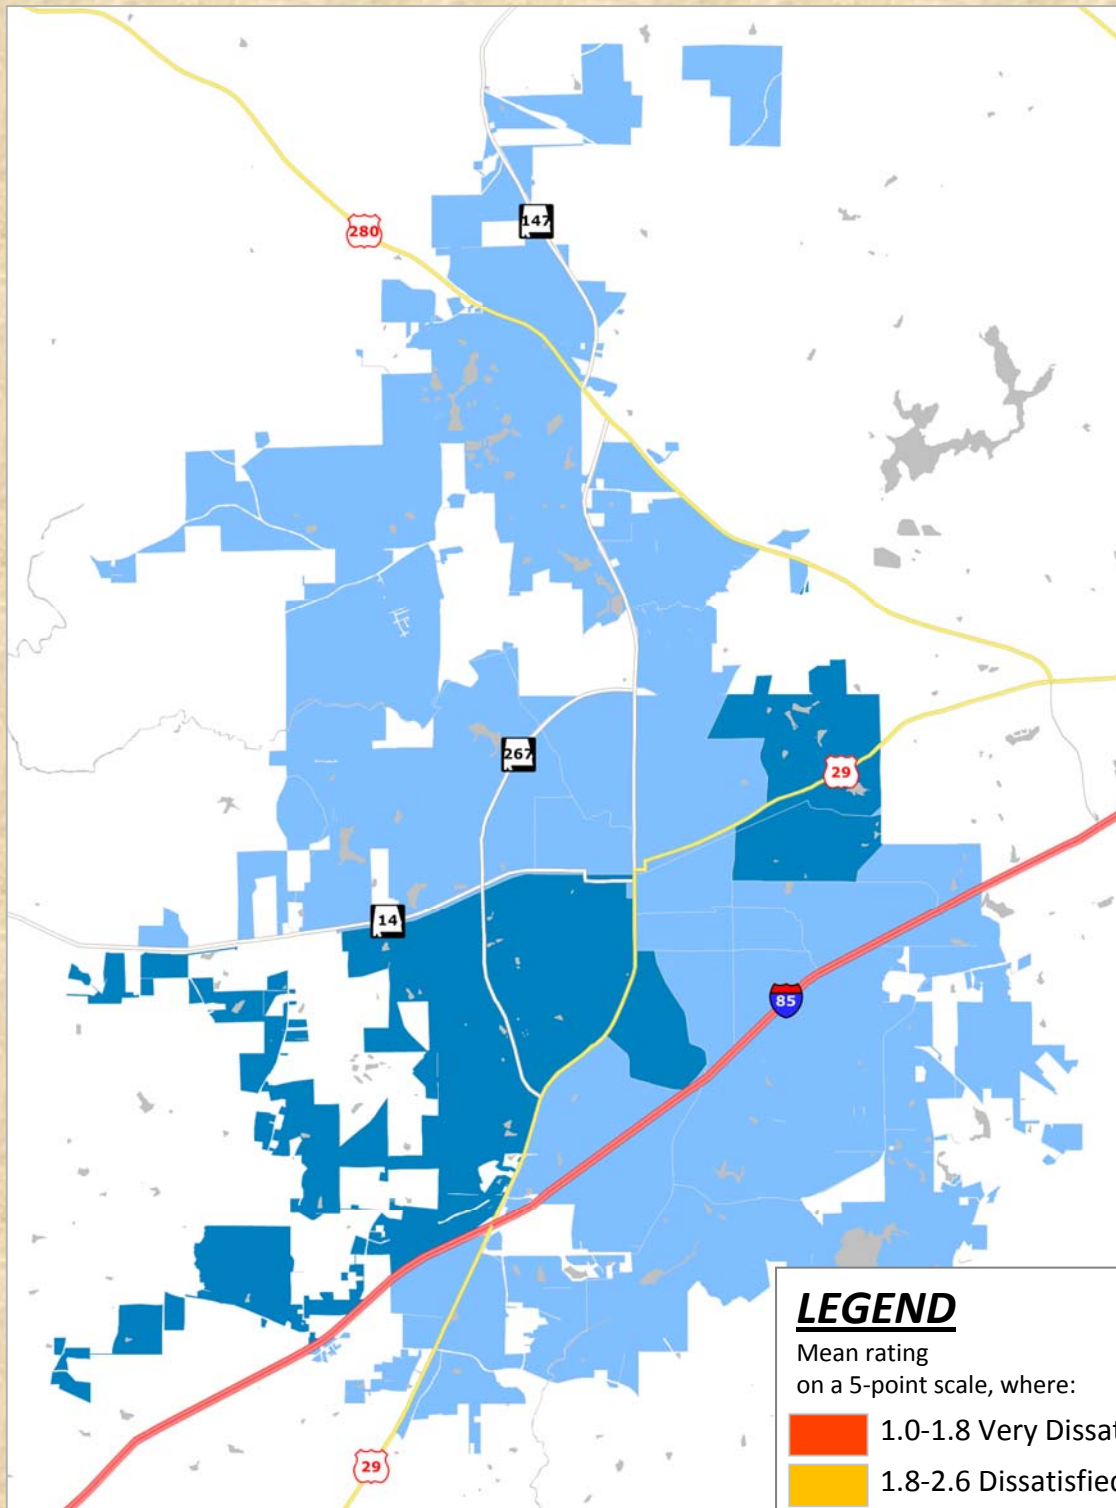 147
280
267
29
14
85
29
LEGEND
Mean rating
on a 5-point scale, where:
1.0-1.8 Very Dissat
1.8-2.6 Dissatisfied